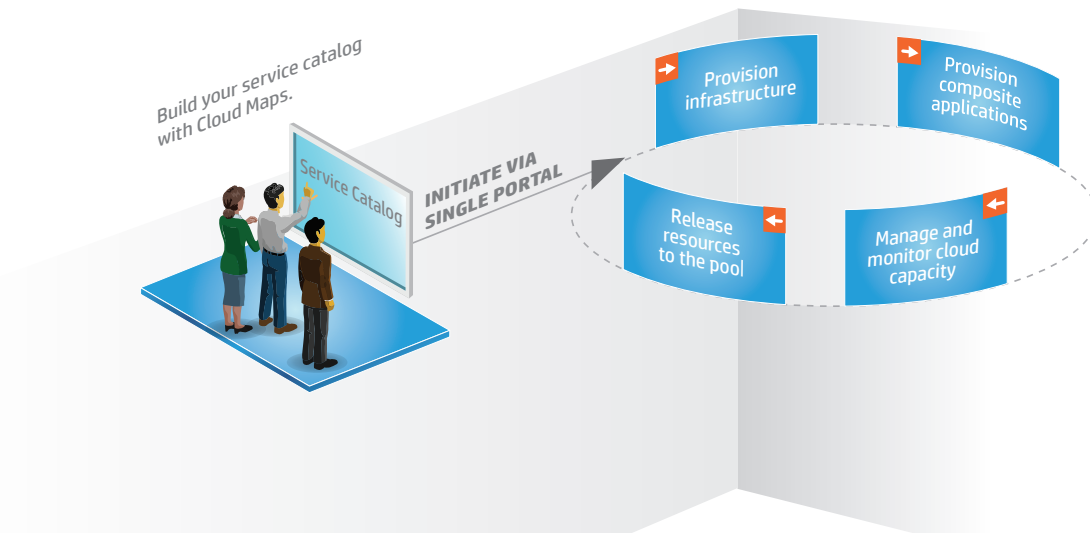 Build your service catalog
with Cloud Maps.
Service Catalog
INITIATE VIA
SINGLE PORTAL
Provision
infrastructure
Provision
composite
applications
Release
resources
to the pool
Manage and
monitor cloud
capacity